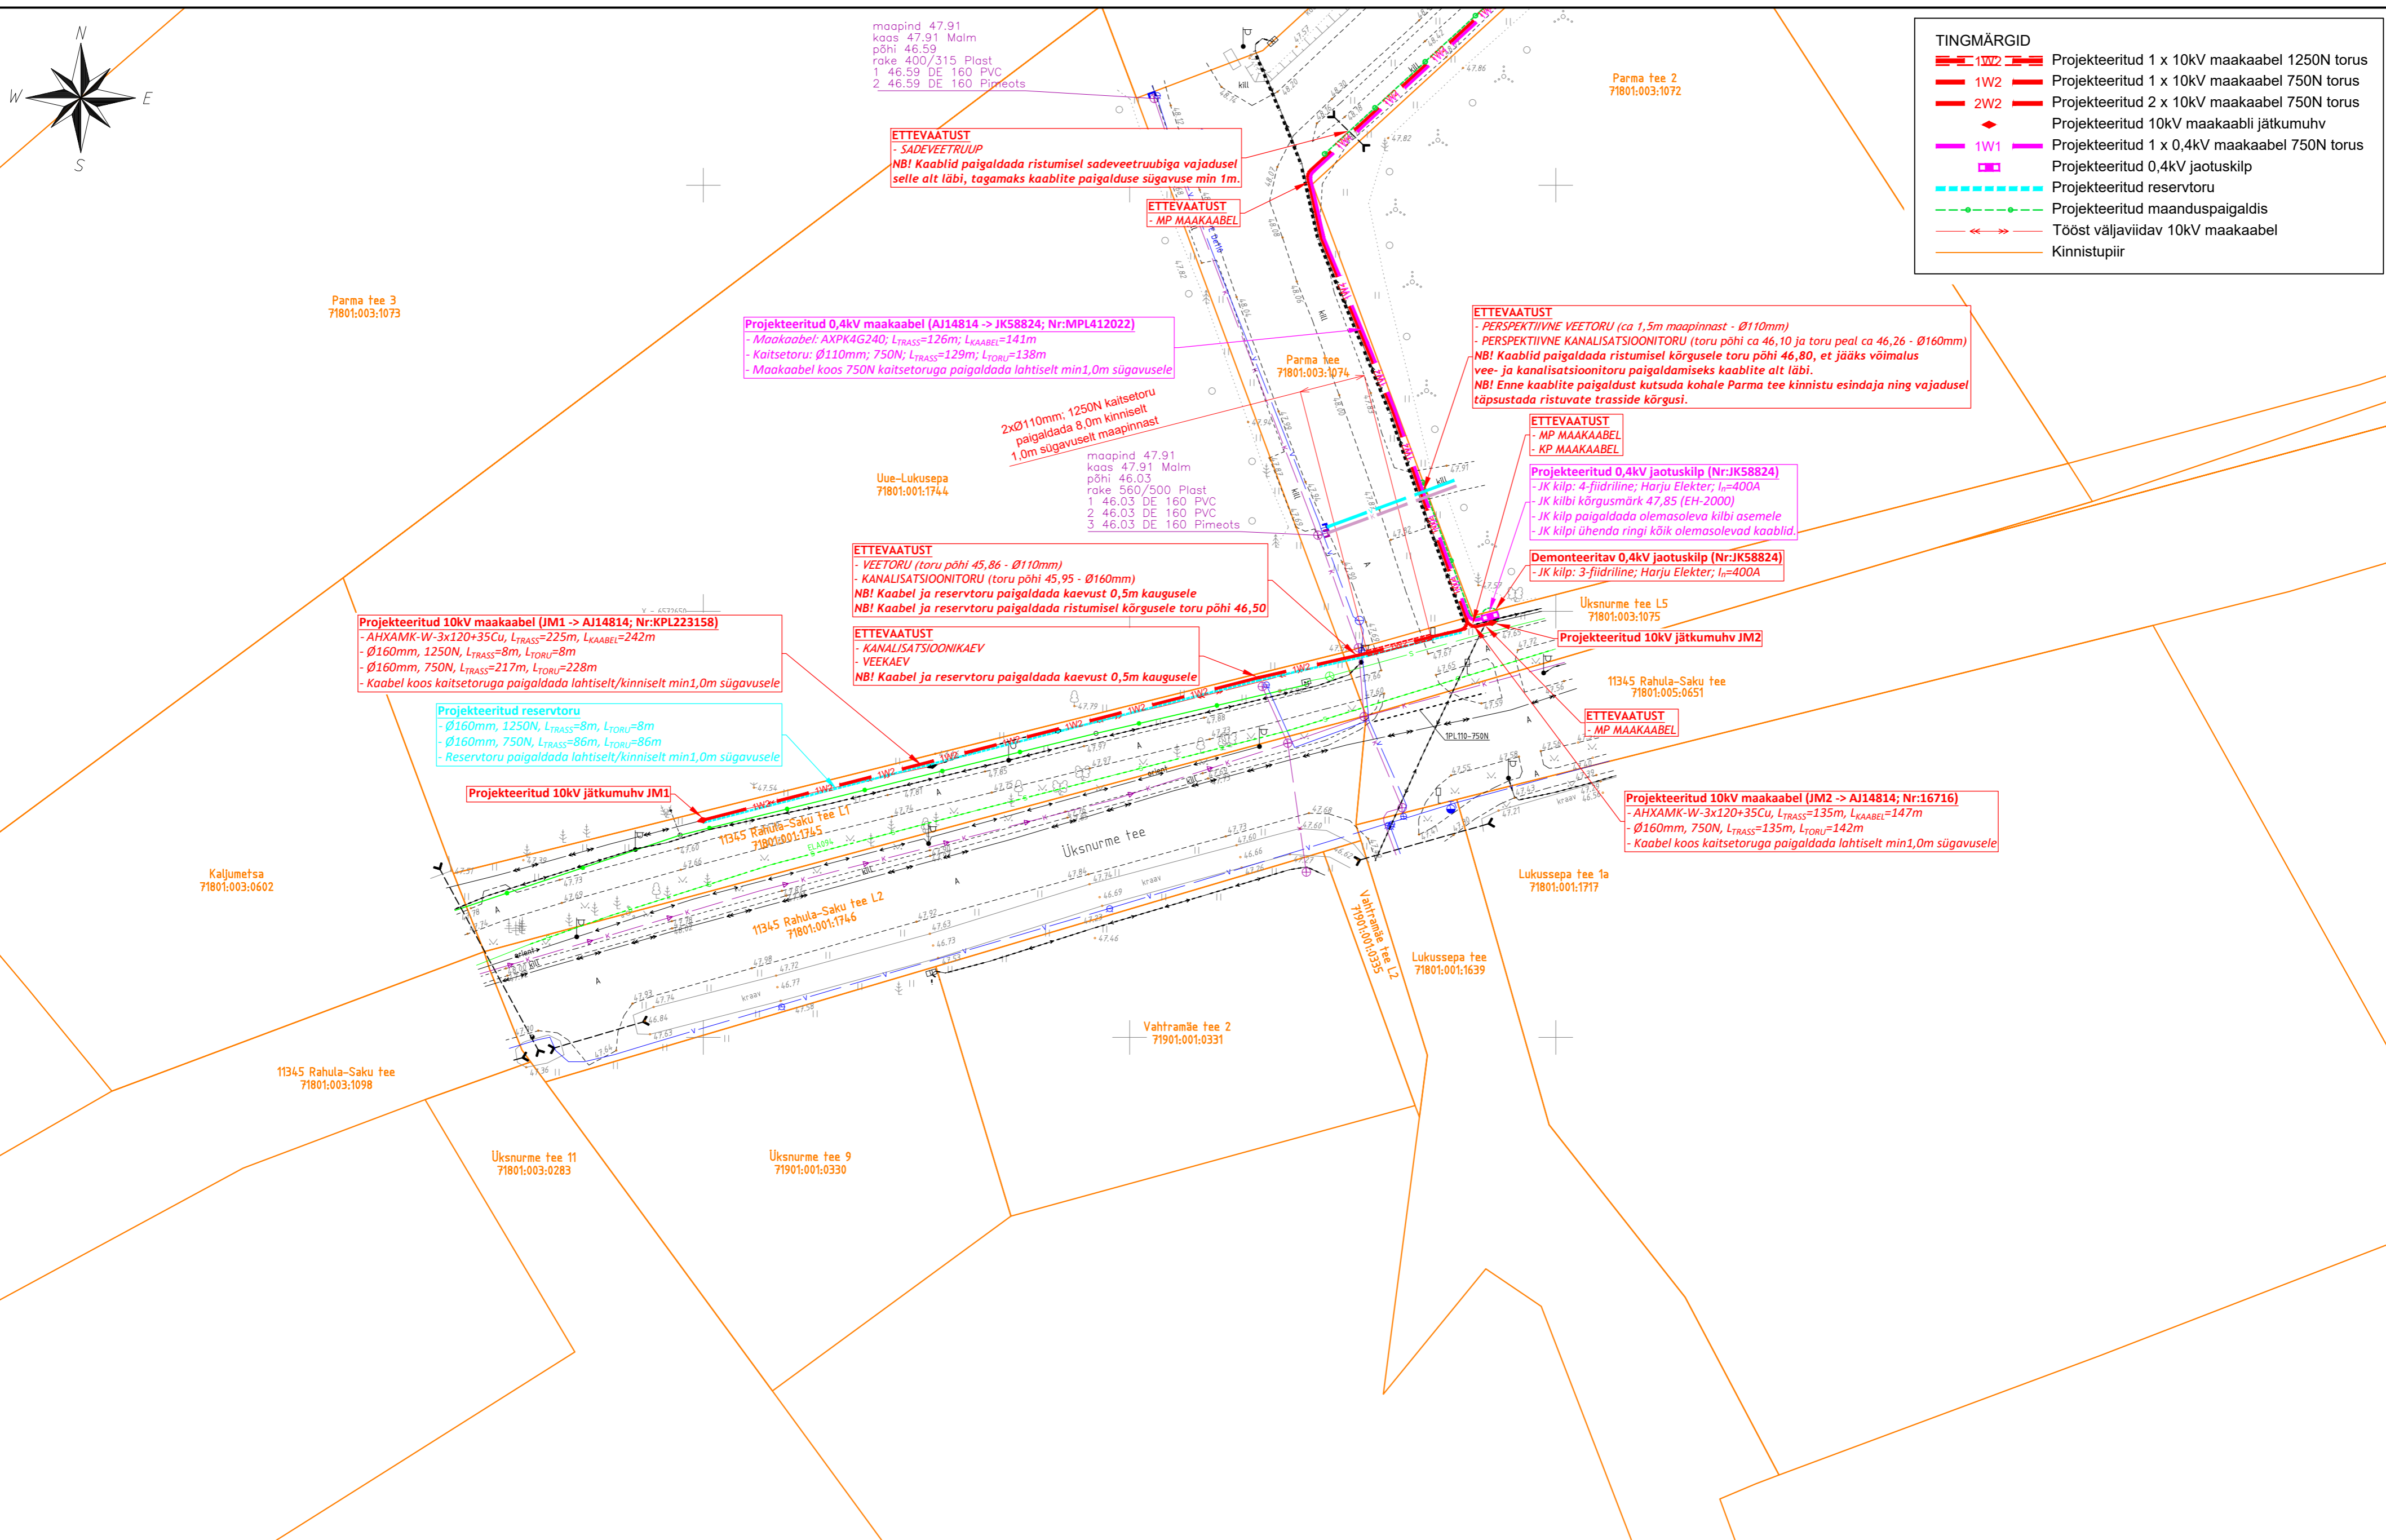 N
W
E
S
maapind 47.91
kaas 47.91 Malm
põhi 46.59
rake 400/315 Plast
1 46.59 DE 160 PVC
2 46.59 DE 160 Pimeots
TINGMÄRGID
1W2 Projekteeritud 1 x 10kV maakaabel 1250N torus
1W2 Projekteeritud 1 x 10kV maakaabel 750N torus
2W2 Projekteeritud 2 x 10kV maakaabel 750N torus
Projekteeritud 10kV maakaabli jätkumuhv
1W1 Projekteeritud 1 x 0,4kV maakaabel 750N torus
Projekteeritud 0,4kV jaotuskilp
Projekteeritud reservtoru
Projekteeritud maanduspaigaldis
Tööst väljaviidav 10kV maakaabel
Kinnistupiir
Parma tee 2
71801:003:1072
ETTEVAATUST
- SADEVEETRUUP
NB! Kaablid paigaldada ristumisel sadeveetruubiga vajadusel
selle alt läbi, tagamaks kaablite paigalduse sügavuse min 1m.
ETTEVAATUST
- MP MAAKAABEL
Parma tee 3
71801:003:1073
Projekteeritud 0,4kV maakaabel (AJ14814 -> JK58824; Nr:MPL412022)
- Maakaabel: AXPK4G240; LTRASS=126m; LKAABEL=141m
- Kaitsetoru: Ø110mm; 750N; LTRASS=129m; LTORU=138m
- Maakaabel koos 750N kaitsetoruga paigaldada lahtiselt min1,0m sügavusele
ETTEVAATUST
- PERSPEKTIIVNE VEETORU (ca 1,5m maapinnast - Ø110mm)
- PERSPEKTIIVNE KANALISATSIOONITORU (toru põhi ca 46,10 ja toru peal ca 46,26 - Ø160mm)
NB! Kaablid paigaldada ristumisel kõrgusele toru põhi 46,80, et jääks võimalus
vee- ja kanalisatsioonitoru paigaldamiseks kaablite alt läbi.
NB! Enne kaablite paigaldust kutsuda kohale Parma tee kinnistu esindaja ning vajadusel
täpsustada ristuvate trasside kõrgusi.
Parma tee
71801:003:1074
2xØ110mm; 1250N kaitsetoru
paigaldada 8,0m kinniselt
1,0m sügavuselt maapinnast
ETTEVAATUST
- MP MAAKAABEL
- KP MAAKAABEL
maapind 47.91
kaas 47.91 Malm
põhi 46.03
rake 560/500 Plast
1 46.03 DE 160 PVC
2 46.03 DE 160 PVC
3 46.03 DE 160 Pimeots
Uue-Lukusepa
71801:001:1744
Projekteeritud 0,4kV jaotuskilp (Nr:JK58824)
- JK kilp: 4-fiidriline; Harju Elekter; In=400A
- JK kilbi kõrgusmärk 47,85 (EH-2000)
- JK kilp paigaldada olemasoleva kilbi asemele
- JK kilpi ühenda ringi kõik olemasolevad kaablid.
ETTEVAATUST
- VEETORU (toru põhi 45,86 - Ø110mm)
- KANALISATSIOONITORU (toru põhi 45,95 - Ø160mm)
NB! Kaabel ja reservtoru paigaldada kaevust 0,5m kaugusele
NB! Kaabel ja reservtoru paigaldada ristumisel kõrgusele toru põhi 46,50
Demonteeritav 0,4kV jaotuskilp (Nr:JK58824)
- JK kilp: 3-fiidriline; Harju Elekter; In=400A
Üksnurme tee L5
71801:003:1075
Projekteeritud 10kV maakaabel (JM1 -> AJ14814; Nr:KPL223158)
- AHXAMK-W-3x120+35Cu, LTRASS=225m, LKAABEL=242m
- Ø160mm, 1250N, LTRASS=8m, LTORU=8m
- Ø160mm, 750N, LTRASS=217m, LTORU=228m
- Kaabel koos kaitsetoruga paigaldada lahtiselt/kinniselt min1,0m sügavusele
ETTEVAATUST
- KANALISATSIOONIKAEV
- VEEKAEV
NB! Kaabel ja reservtoru paigaldada kaevust 0,5m kaugusele
Projekteeritud 10kV jätkumuhv JM2
11345 Rahula-Saku tee
71801:005:0651
Projekteeritud reservtoru
- Ø160mm, 1250N, LTRASS=8m, LTORU=8m
- Ø160mm, 750N, LTRASS=86m, LTORU=86m
- Reservtoru paigaldada lahtiselt/kinniselt min1,0m sügavusele
ETTEVAATUST
- MP MAAKAABEL
1PL110-750N
Projekteeritud 10kV jätkumuhv JM1
Projekteeritud 10kV maakaabel (JM2 -> AJ14814; Nr:16716)
- AHXAMK-W-3x120+35Cu, LTRASS=135m, LKAABEL=147m
- Ø160mm, 750N, LTRASS=135m, LTORU=142m
- Kaabel koos kaitsetoruga paigaldada lahtiselt min1,0m sügavusele
11345 Rahula-Saku tee L1
71801:001:1745
ELA094
Üksnurme tee
Kaljumetsa
71801:003:0602
Lukussepa tee 1a
71801:001:1717
11345 Rahula-Saku tee L2
71801:001:1746
Vahtramäe tee L2
71901:001:0335
Lukussepa tee
71801:001:1639
kraav
kraav
kraav
Vahtramäe tee 2
71901:001:0331
11345 Rahula-Saku tee
71801:003:1098
Üksnurme tee 11
71801:003:0283
Üksnurme tee 9
71901:001:0330